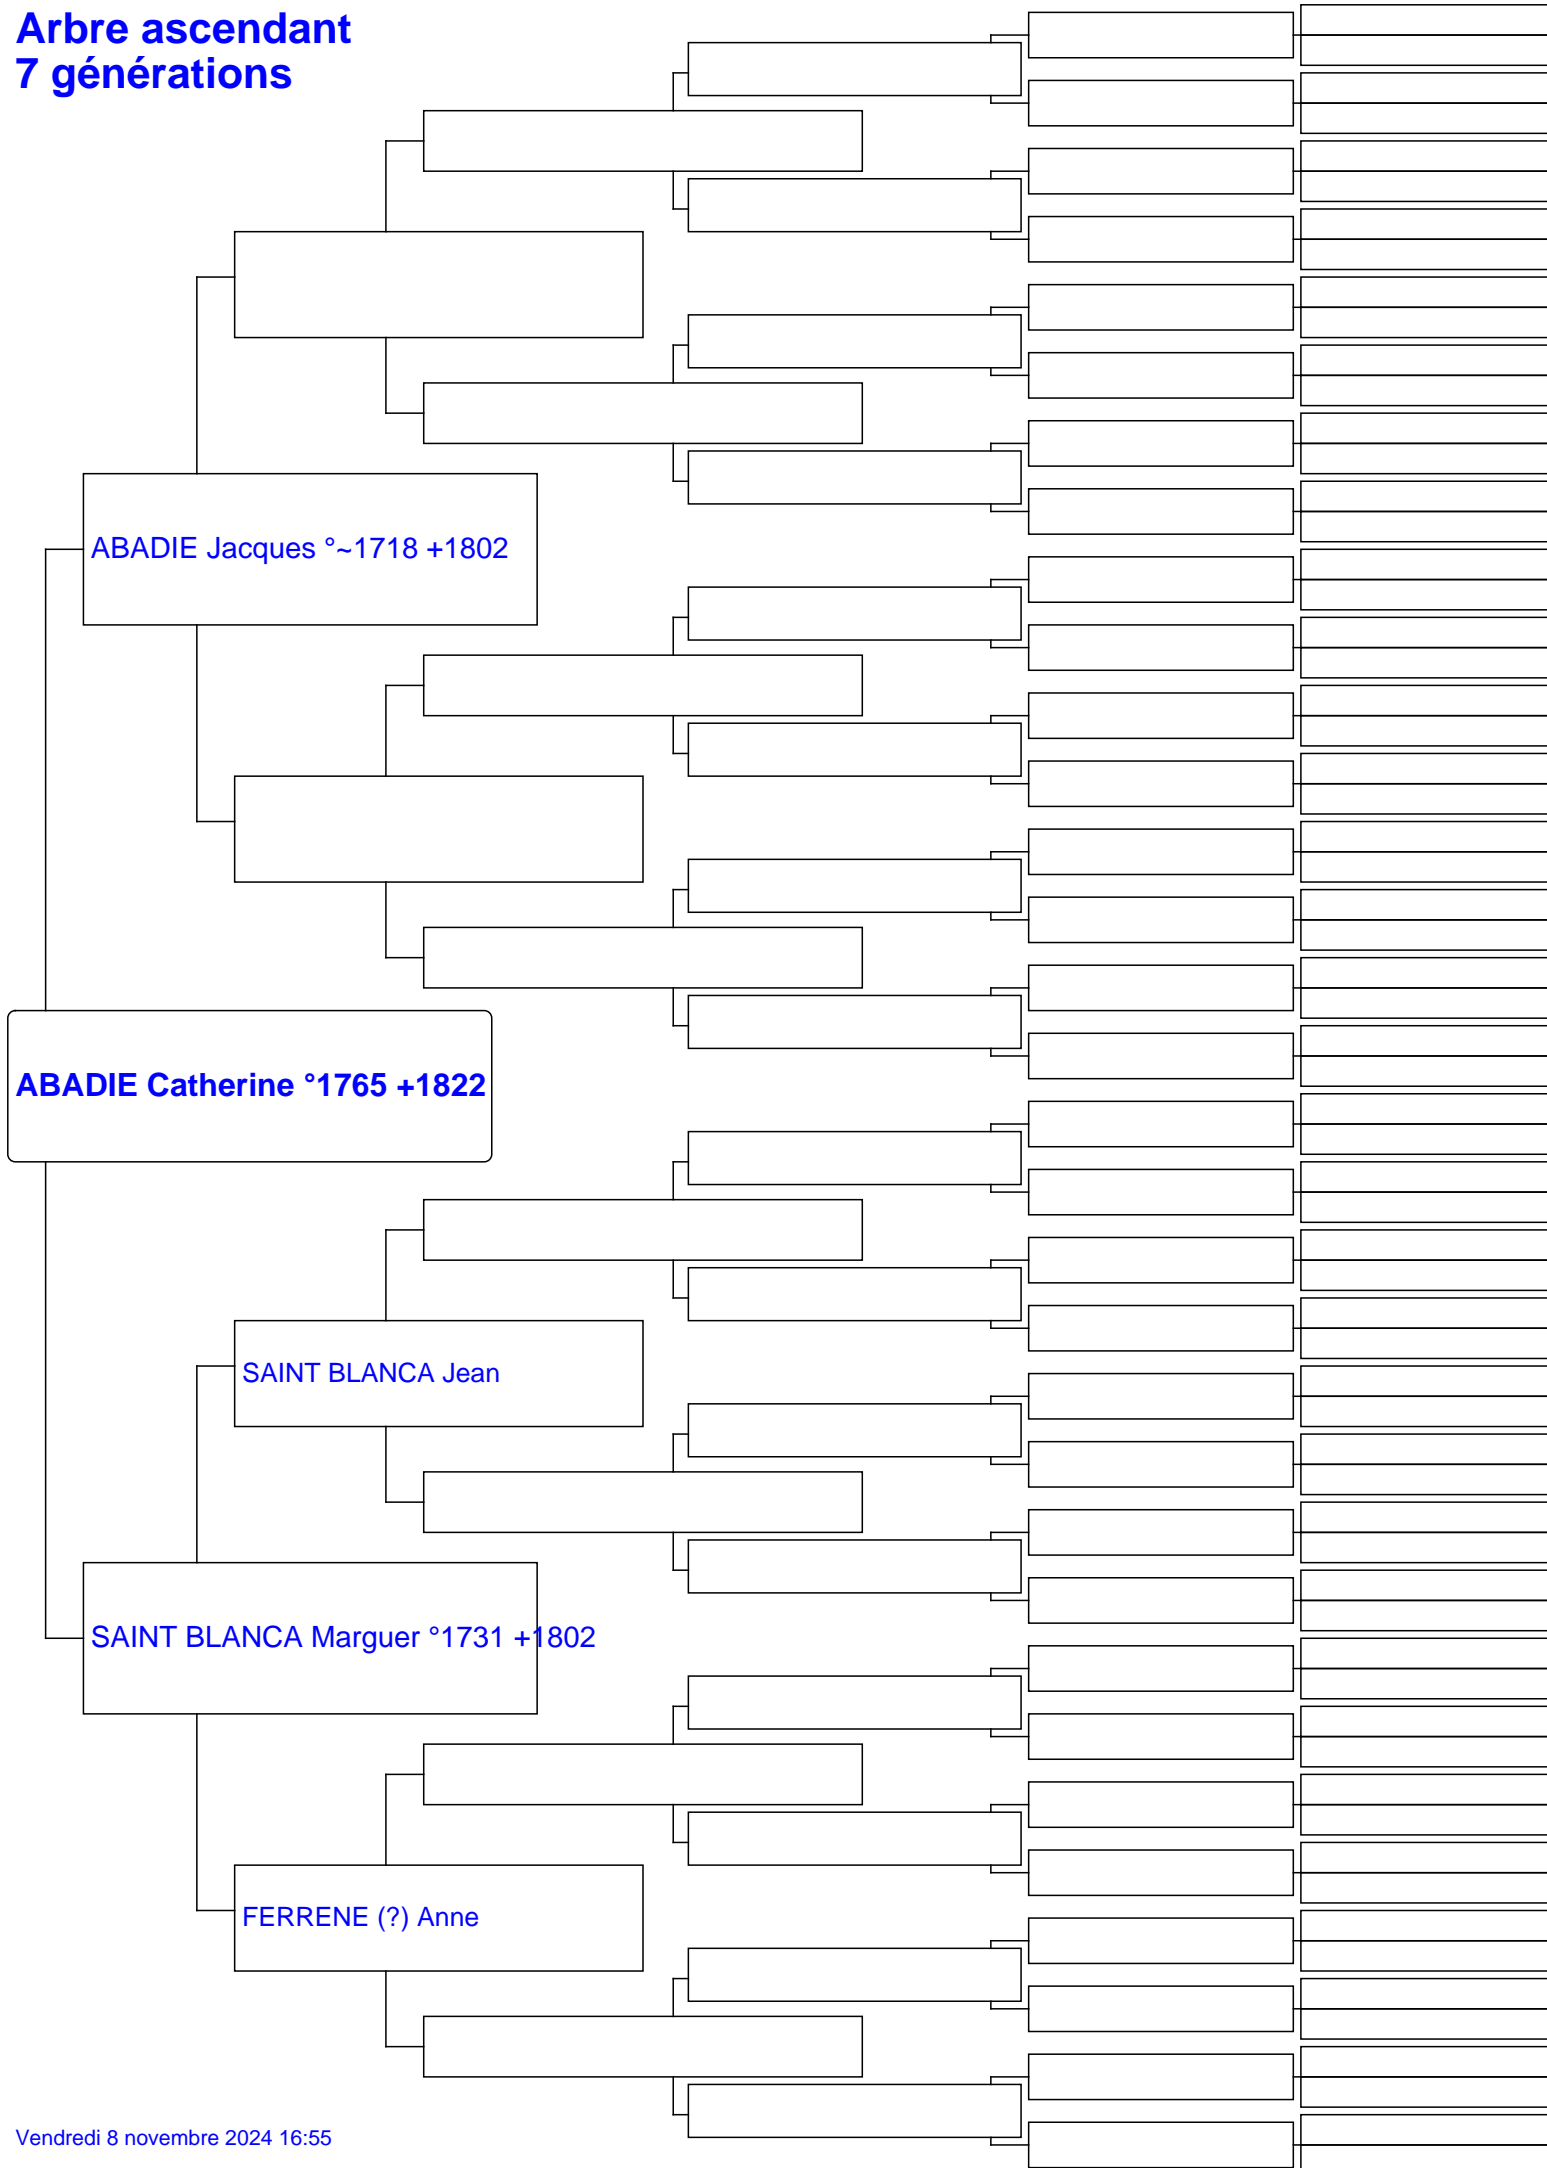 Arbre ascendant
7 générations
ABADIE Jacques °~1718 +1802
ABADIE Catherine °1765 +1822
SAINT BLANCA Jean
SAINT BLANCA Marguer °1731 +1802
FERRENE (?) Anne
Vendredi 8 novembre 2024 16:55